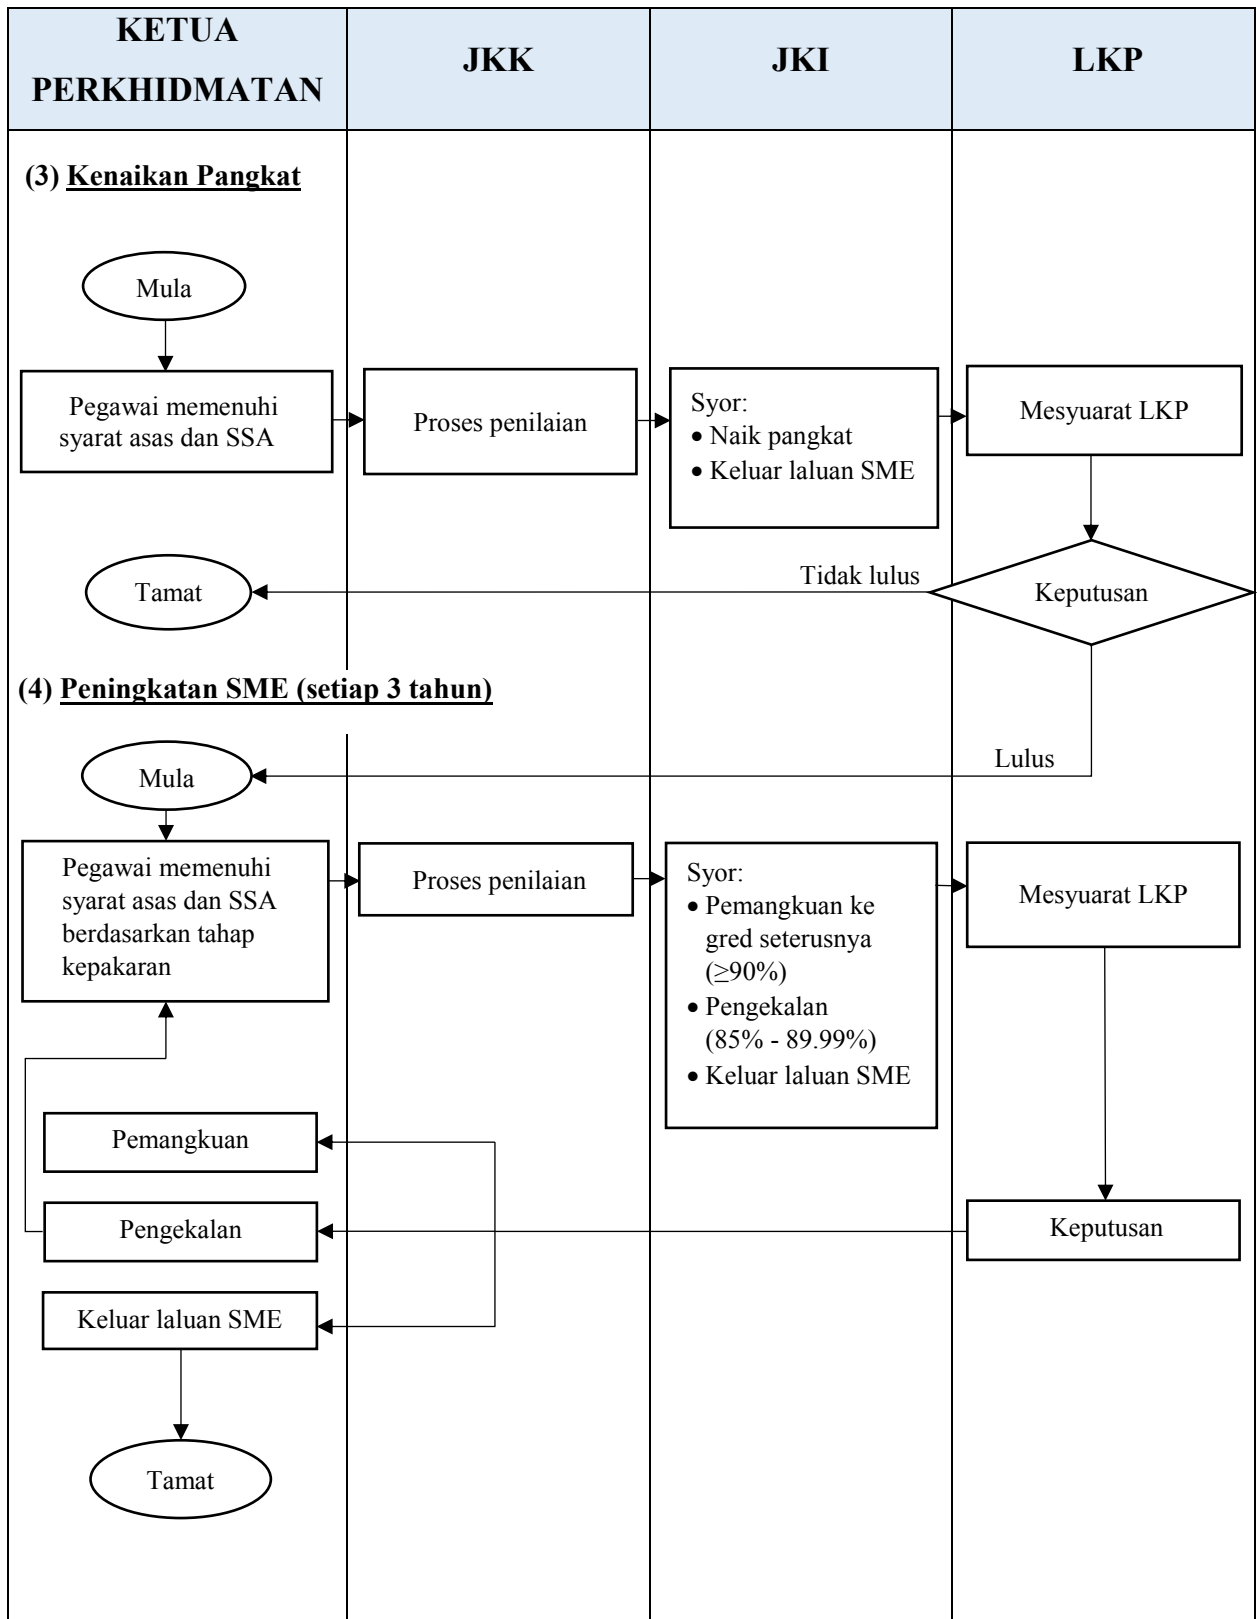 KETUA
PERKHIDMATAN
JKK
JKI
LKP
(3) Kenaikan Pangkat
Mula
Pegawai memenuhi
syarat asas dan SSA
Proses penilaian
Syor:
• Naik pangkat
• Keluar laluan SME
Mesyuarat LKP
Tidak lulus
Keputusan
Tamat
(4) Peningkatan SME (setiap 3 tahun)
Lulus
Mula
Pegawai memenuhi
syarat asas dan SSA
berdasarkan tahap
kepakaran
Proses penilaian
Syor:
• Pemangkuan ke
gred seterusnya
(≥90%)
• Pengekalan
(85% - 89.99%)
• Keluar laluan SME
Mesyuarat LKP
Pemangkuan
Pengekalan
Keputusan
Keluar laluan SME
Tamat